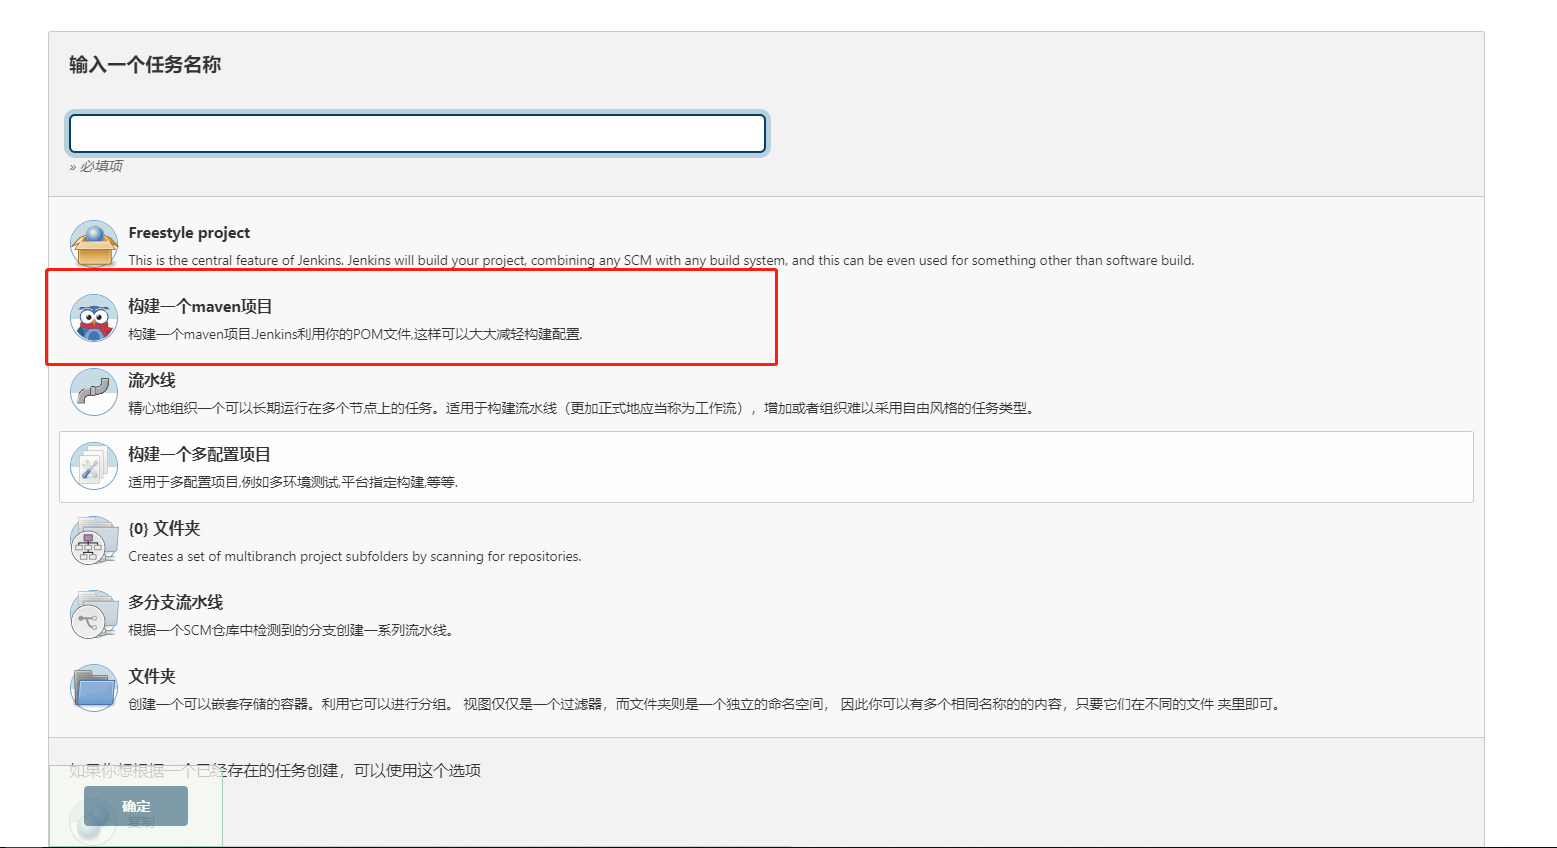 输入一个任务名称
» 必填项
Freestyle project
This is the central feature of Jenkins. Jenkins will build your project, combining any SCM with any build system, and this can be even used for something other than software build.
构建一个maven项目
构建一个maven项目.Jenkins利用你的POM文件,这样可以大大减轻构建配置.
流水线
精心地组织一个可以长期运行在多个节点上的任务。适用于构建流水线（更加正式地应当称为工作流），增加或者组织难以采用自由风格的任务类型。
构建一个多配置项目
适用于多配置项目,例如多环境测试,平台指定构建,等等.
{0} 文件夹
Creates a set of multibranch project subfolders by scanning for repositories.
多分支流水线
根据一个SCM仓库中检测到的分支创建一系列流水线。
文件夹
创建一个可以嵌套存储的容器。利用它可以进行分组。 视图仅仅是一个过滤器，而文件夹则是一个独立的命名空间， 因此你可以有多个相同名称的的内容，只要它们在不同的文件 夹里即可。
如果你想根据一个已经存在的任务创建，可以使用这个选项
确定
复制